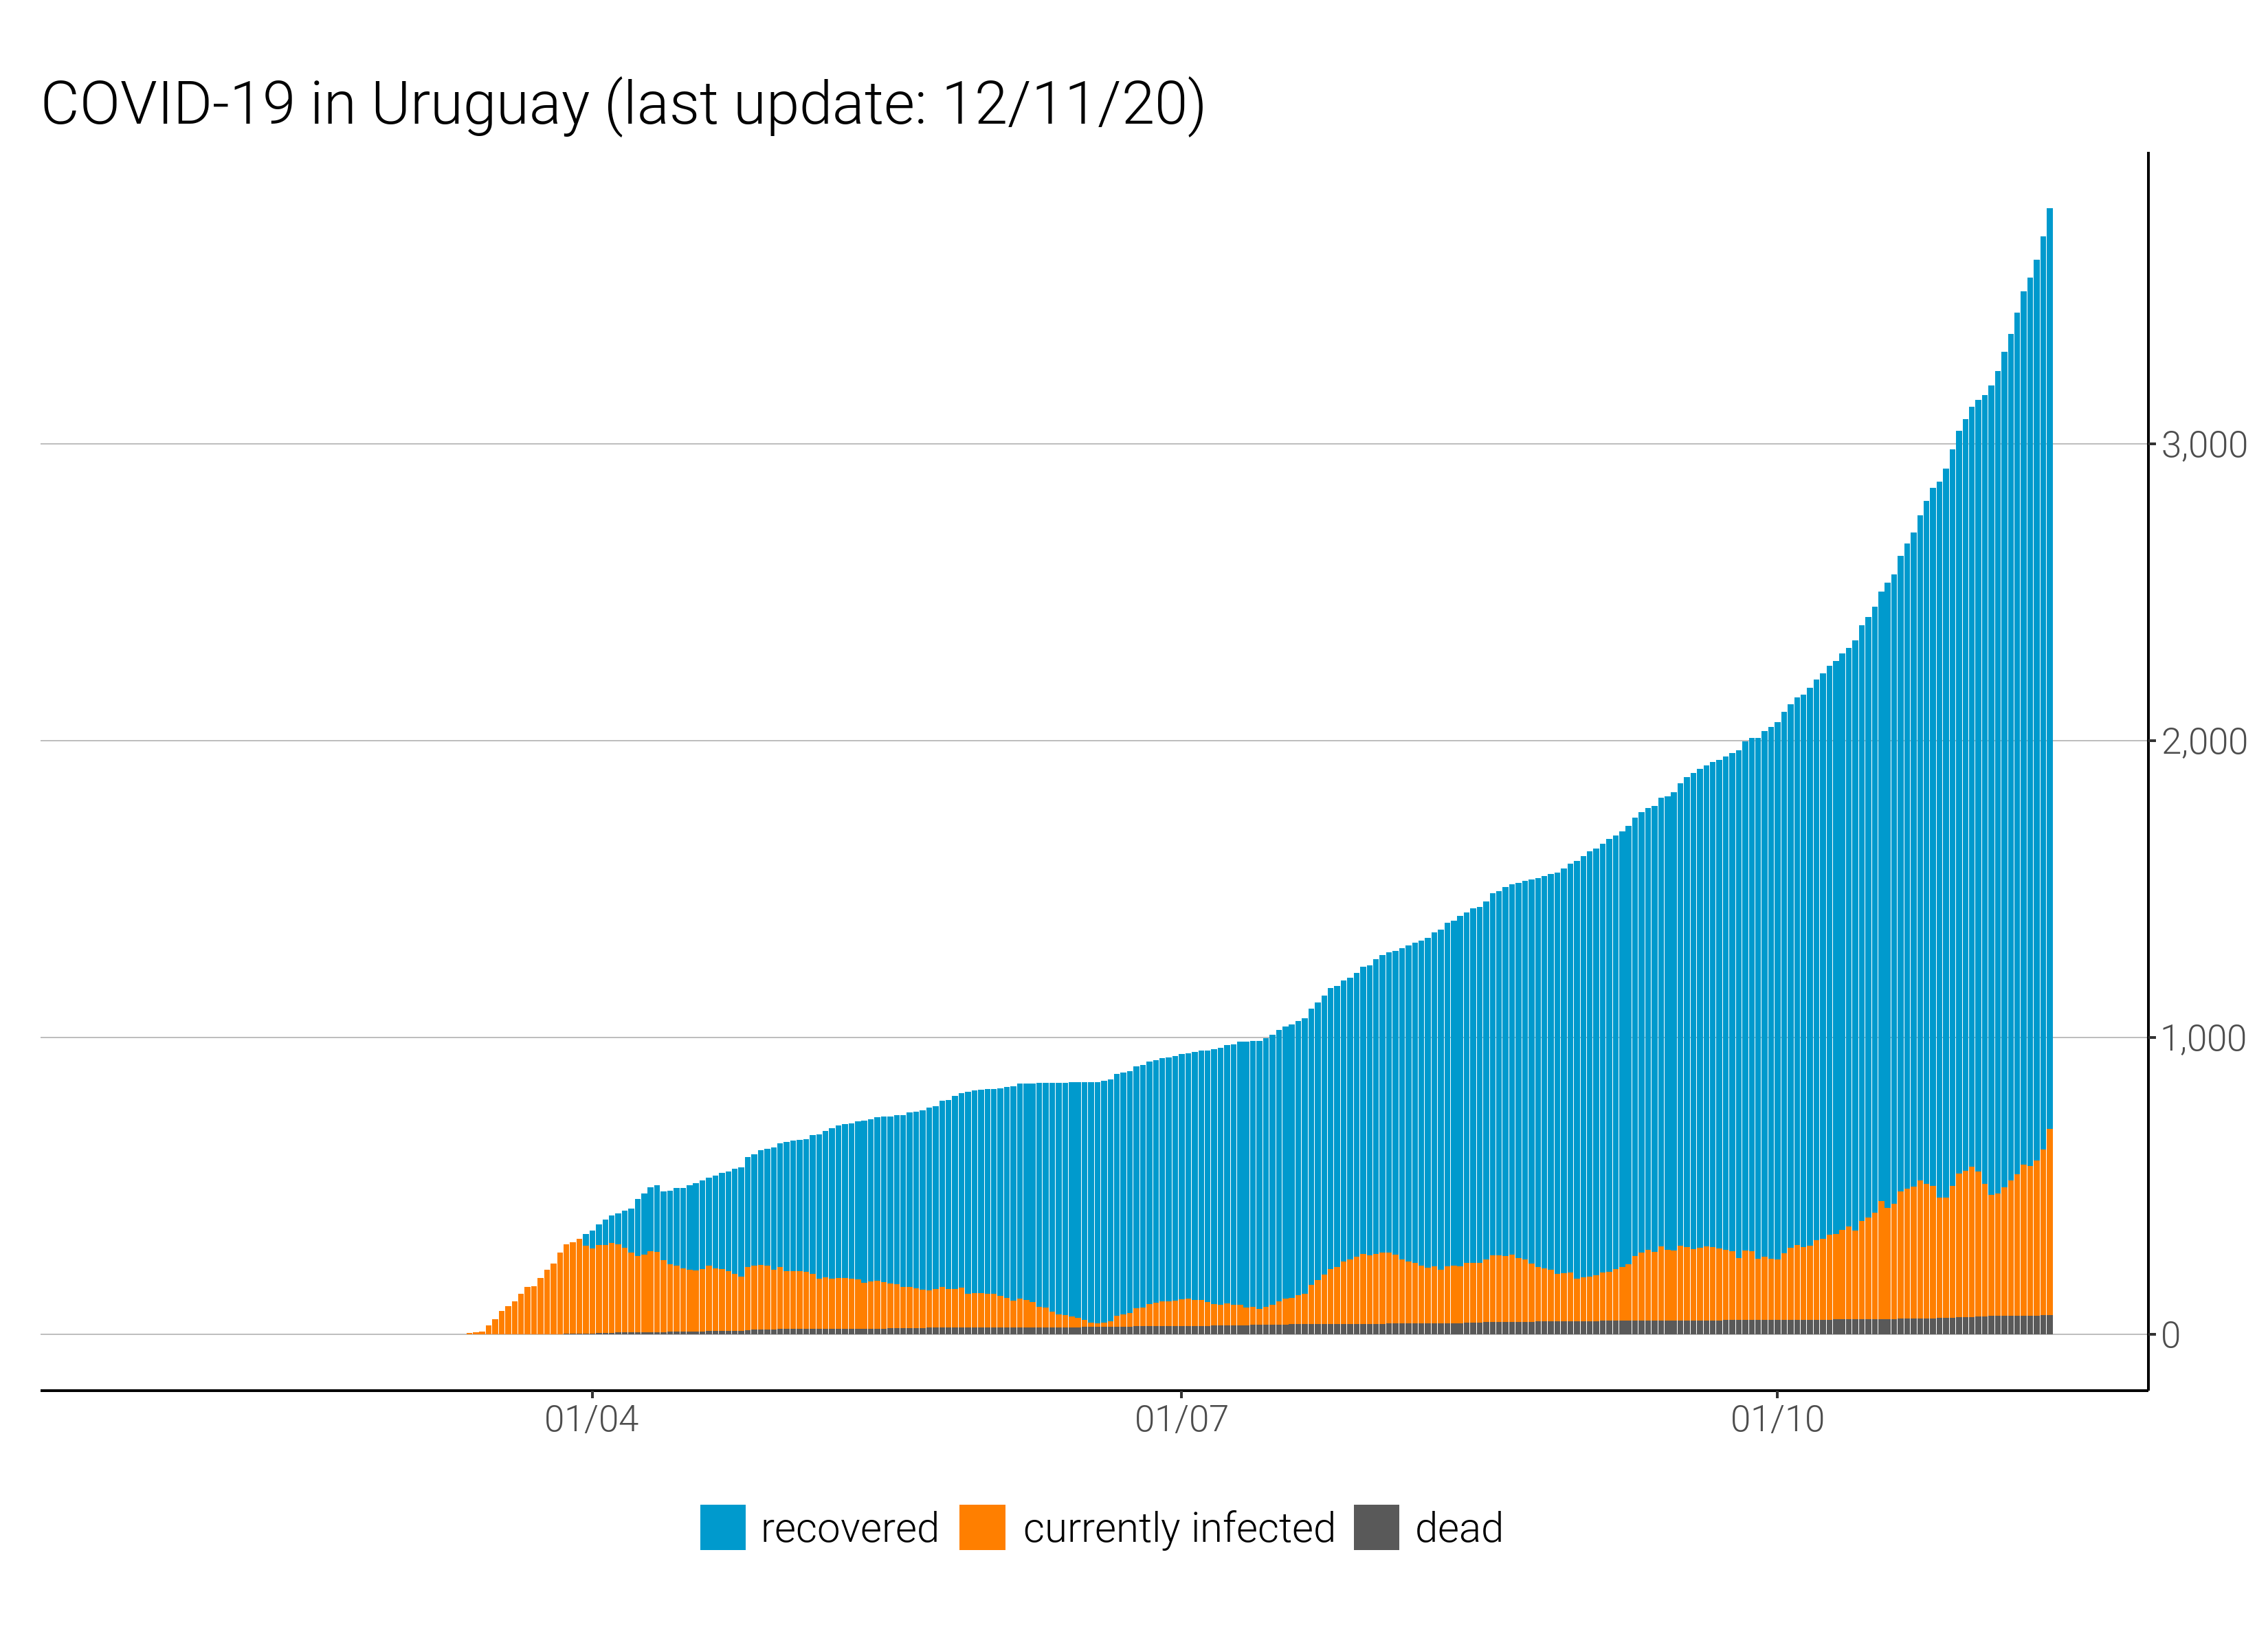 COVID-19 in Uruguay (last update: 12/11/20)
3,000
2,000
1,000
0
01/04 01/07 01/10
recovered currently infected dead